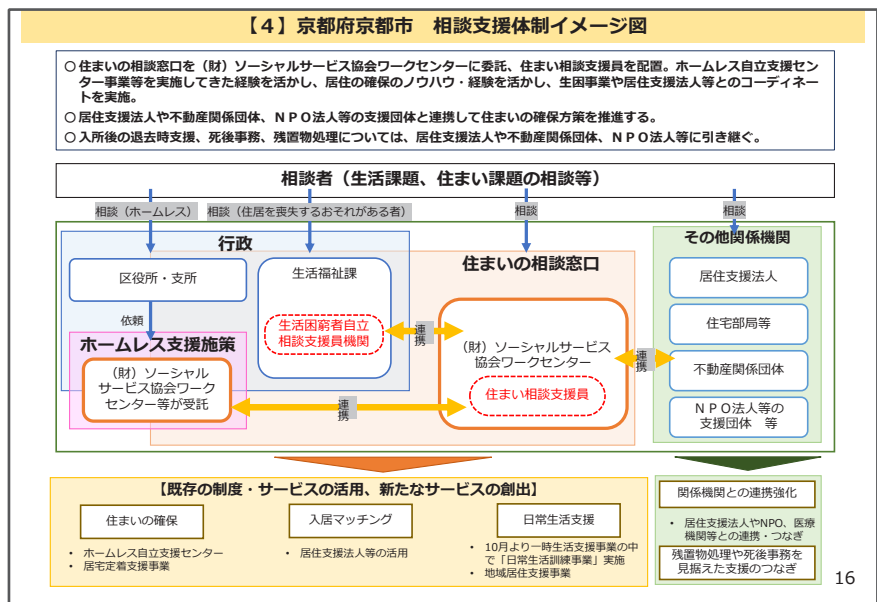 【４】京都府京都市　相談支援体制イメージ図
○ 住まいの相談窓口を（財）ソーシャルサービス協会ワークセンターに委託、住まい相談支援員を配置。ホームレス自立支援セン
ター事業等を実施してきた経験を活かし、居住の確保のノウハウ・経験を活かし、生困事業や居住支援法人等とのコーディネー
トを実施。
○ 居住支援法人や不動産関係団体、ＮＰＯ法人等の支援団体と連携して住まいの確保方策を推進する。
○ 入所後の退去時支援、死後事務、残置物処理については、居住支援法人や不動産関係団体、ＮＰＯ法人等に引き継ぐ。
相談者（生活課題、住まい課題の相談等）
相談（ホームレス）
相談（住居を喪失するおそれがある者）
相談
相談
行政
区役所・支所
依頼
生活福祉課
生活困窮者自立
相談支援員機関
ホームレス支援施策
（財）ソーシャル
サービス協会ワーク
センター等が受託
連携
連携
住まいの相談窓口
（財）ソーシャルサービス
協会ワークセンター
住まい相談支援員
連携
その他関係機関
居住支援法人
住宅部局等
不動産関係団体
ＮＰＯ法人等の
支援団体　等
【既存の制度・サービスの活用、新たなサービスの創出】
住まいの確保
• ホームレス自立支援センター
• 居宅定着支援事業
入居マッチング
• 居住支援法人等の活用
日常生活支援
• 10月より一時生活支援事業の中
で「日常生活訓練事業」実施
• 地域居住支援事業
関係機関との連携強化
• 居住支援法人やNPO、医療
機関等との連携・つなぎ
残置物処理や死後事務を
見据えた支援のつなぎ
16